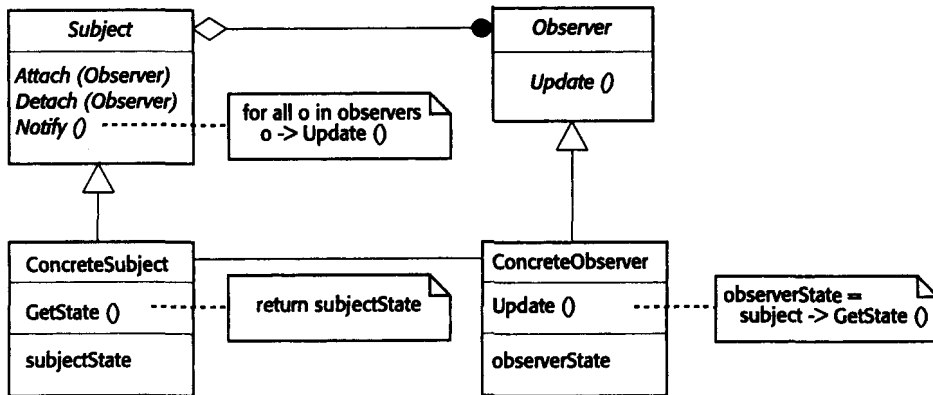 Subject
Attach (Observer)
Detach (Observer)
Notify ()
for all o in observers
o -> Update ()
Observer
Update ()
ConcreteSubject
GetState ()
subjectState
return subjectState
ConcreteObserver
Update ()
observerState
observerState =
subject -> GetState ()